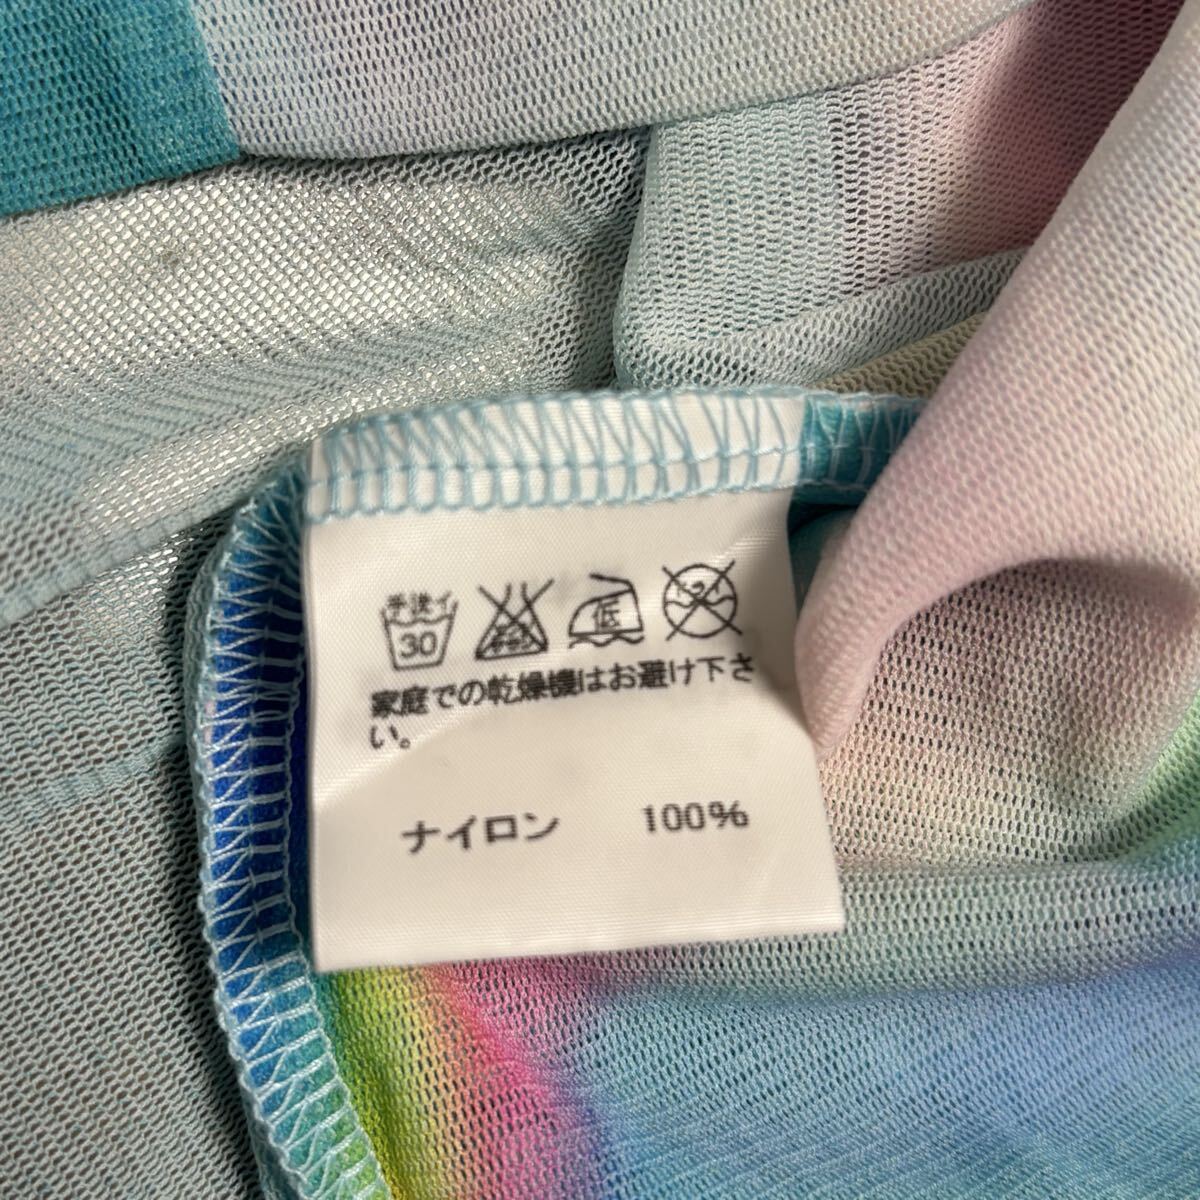 手洗イ
30
低
家庭での乾燥機はお避け下さ
い。
ナイロン 100%